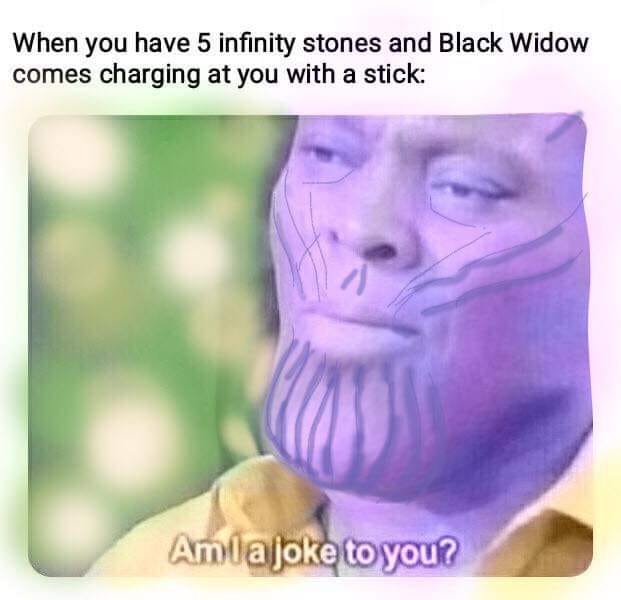 When you have 5 infinity stones and Black Widow
comes charging at you with a stick:
Am I a joke to you?